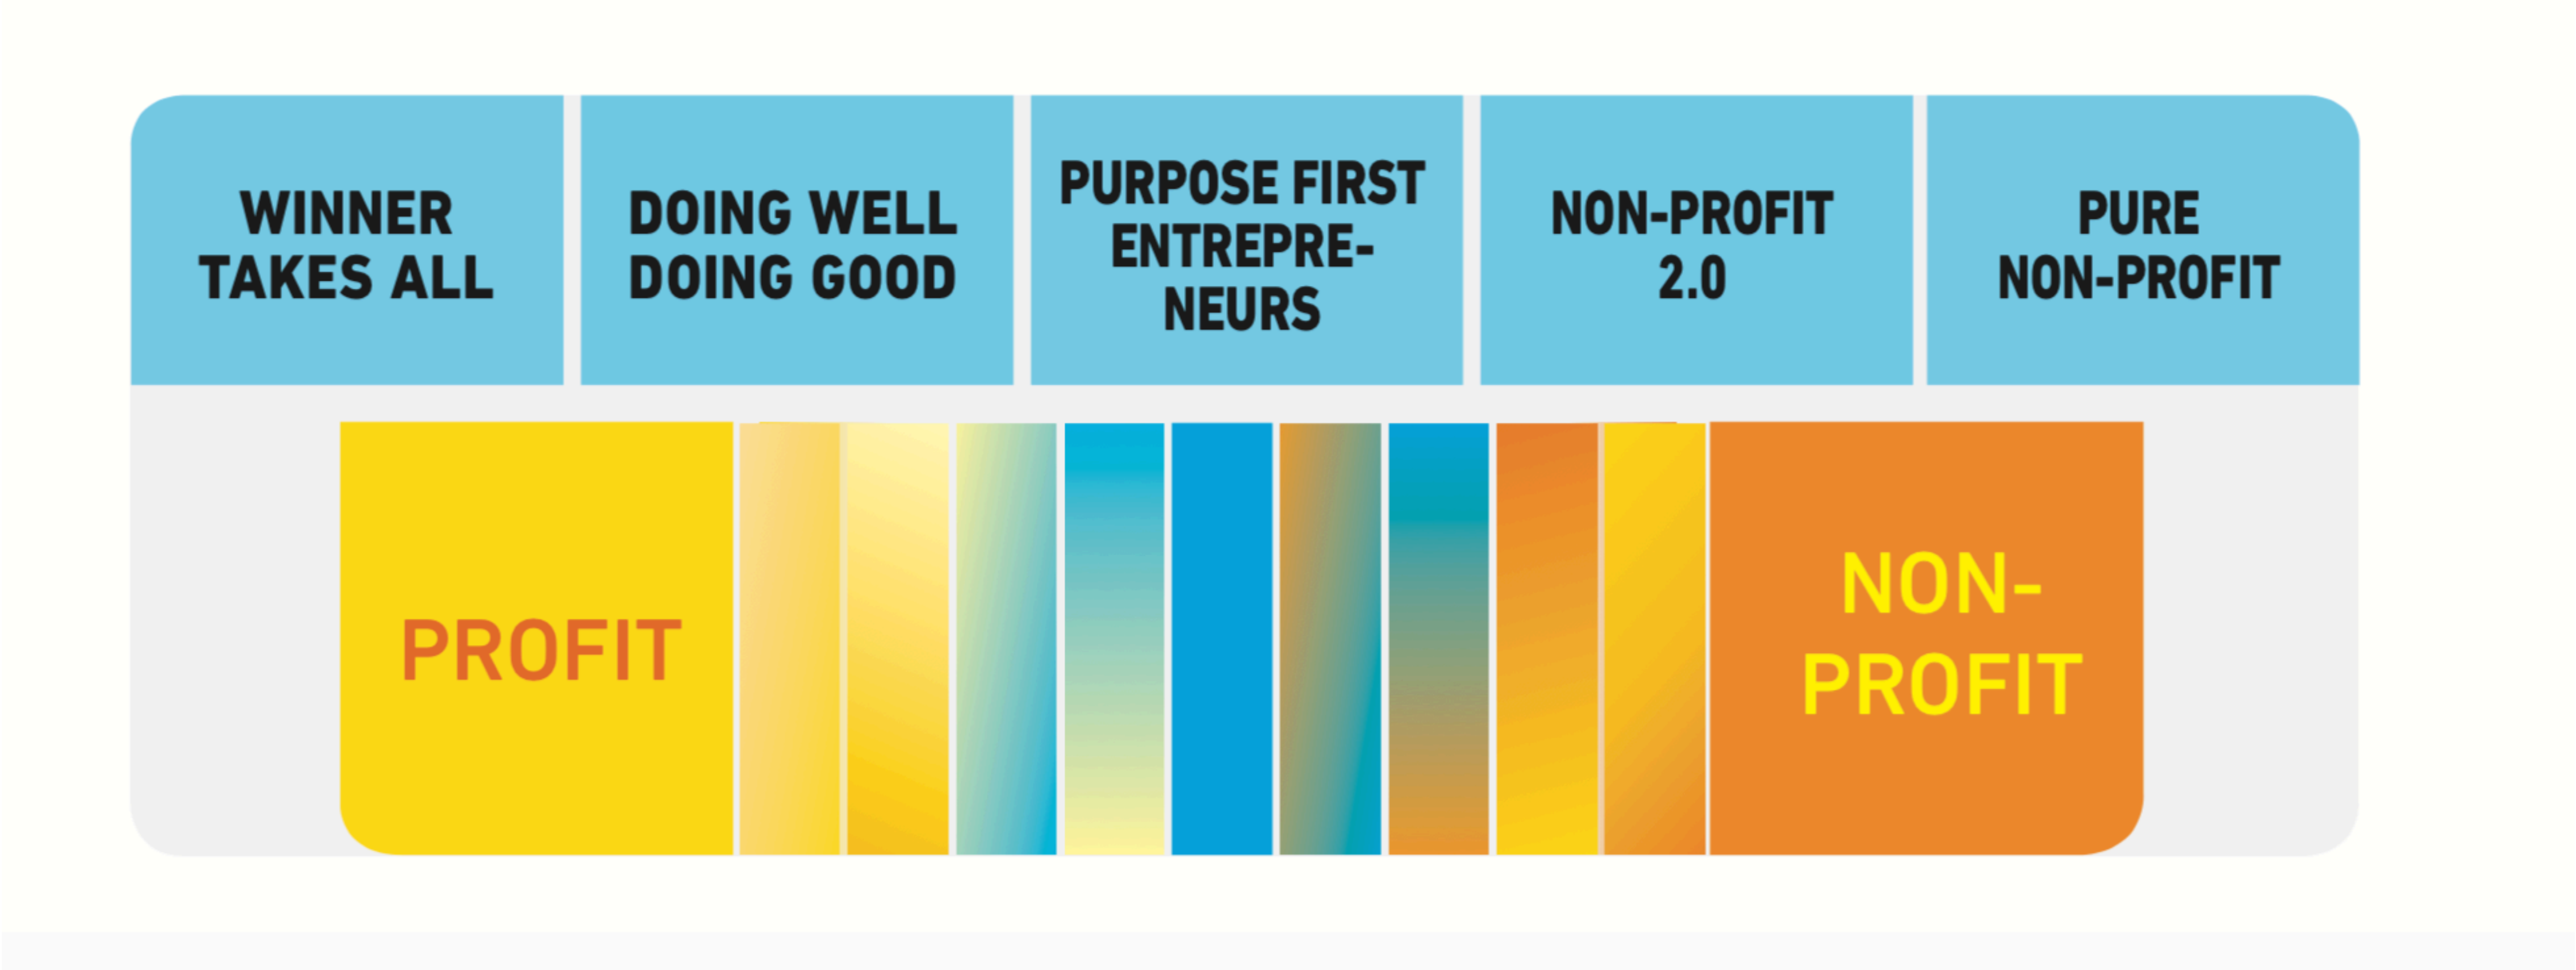 WINNER
TAKES ALL
DOING WELL
DOING GOOD
PURPOSE FIRST
ENTREPRE-
NEURS
NON-PROFIT
2.0
PURE
NON-PROFIT
PROFIT
NON-
PROFIT